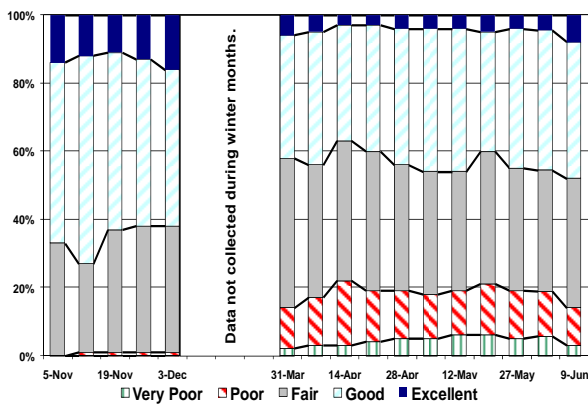 100%
80%
60%
40%
20%
0%
Data not collected during winter months.
5-Nov 19-Nov 3-Dec 31-Mar 14-Apr 28-Apr 12-May 27-May 9-Jun
Very Poor Poor Fair Good Excellent